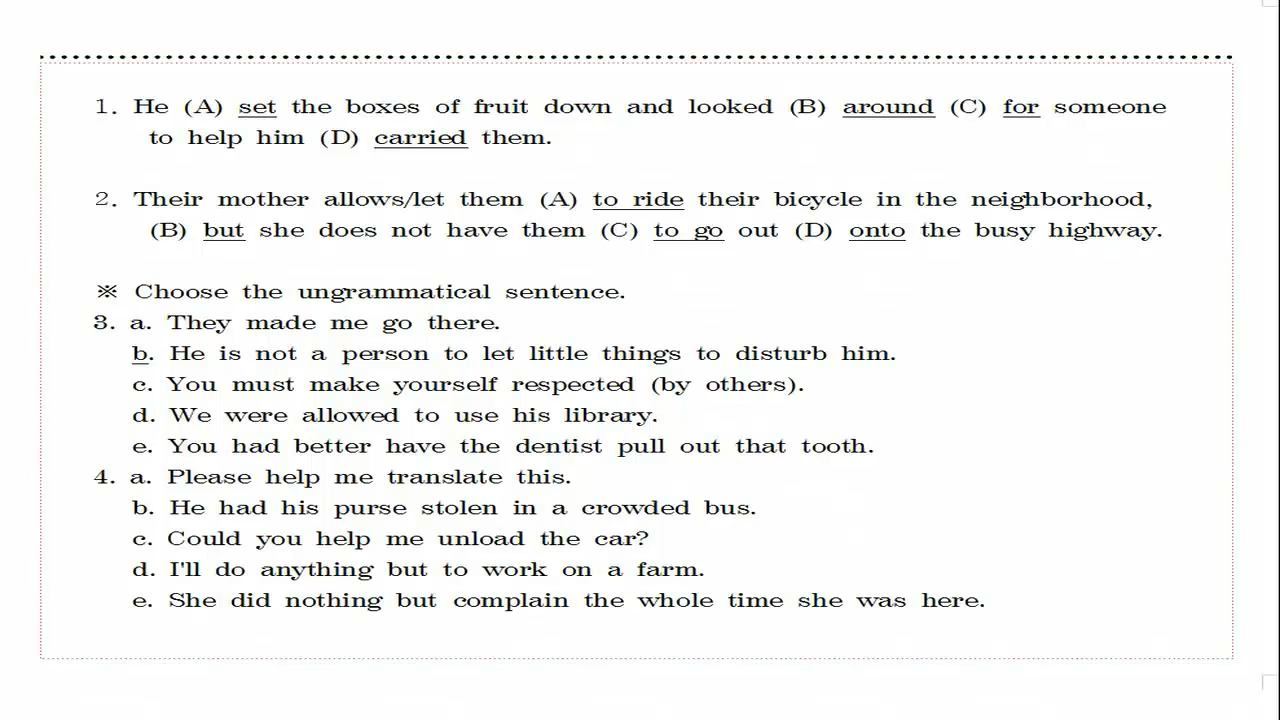 1. He (A) set the boxes of fruit down and looked (B) around (C) for someone
to help him (D) carried them.
2. Their mother allows/let them (A) to ride their bicycle in the neighborhood,
(B) but she does not have them (C) to go out (D) onto the busy highway.
※ Choose the ungrammatical sentence.
3. a. They made me go there.
b. He is not a person to let little things to disturb him.
c. You must make yourself respected (by others).
d. We were allowed to use his library.
e. You had better have the dentist pull out that tooth.
4. a. Please help me translate this.
b. He had his purse stolen in a crowded bus.
c. Could you help me unload the car?
d. I'll do anything but to work on a farm.
e. She did nothing but complain the whole time she was here.